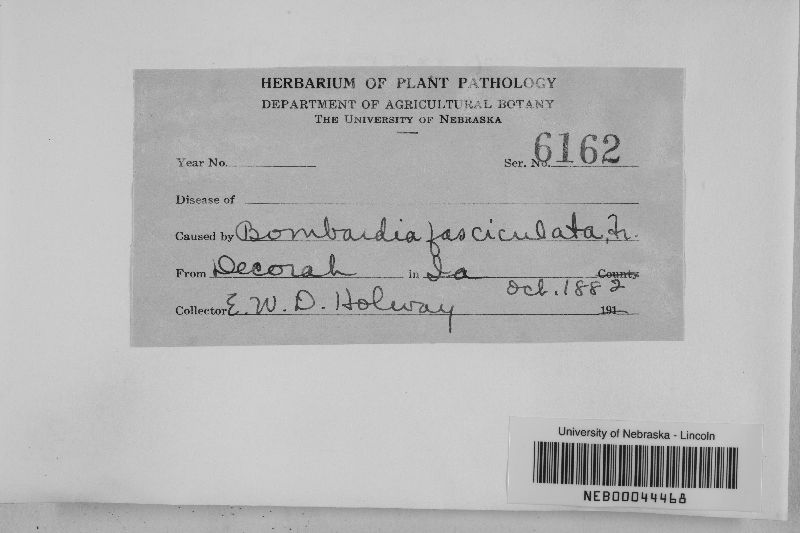 HERBARIUM OF PLANT PATHOLOGY
DEPARTMENT OF AGRICULTURAL BOTANY
THE UNIVERSITY OF NEBRASKA
Year No. Ser. No. 6162
Disease of
Caused by Bombardia fasciculata, Fr.
From Decorah in Ia County
Oct. 1882
Collector E. W. D. Holway 191
University of Nebraska - Lincoln
NEB00044468